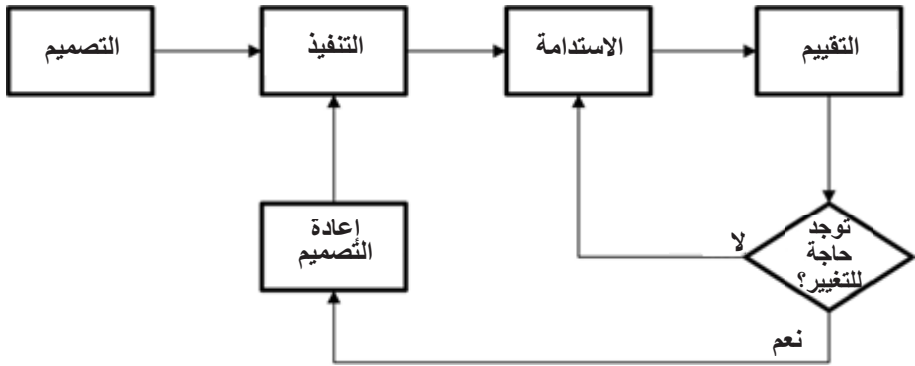 التصميم
التنفيذ
الاستدامة
التقييم
إعادة
التصميم
توجد
حاجة
للتغيير؟
لا
نعم